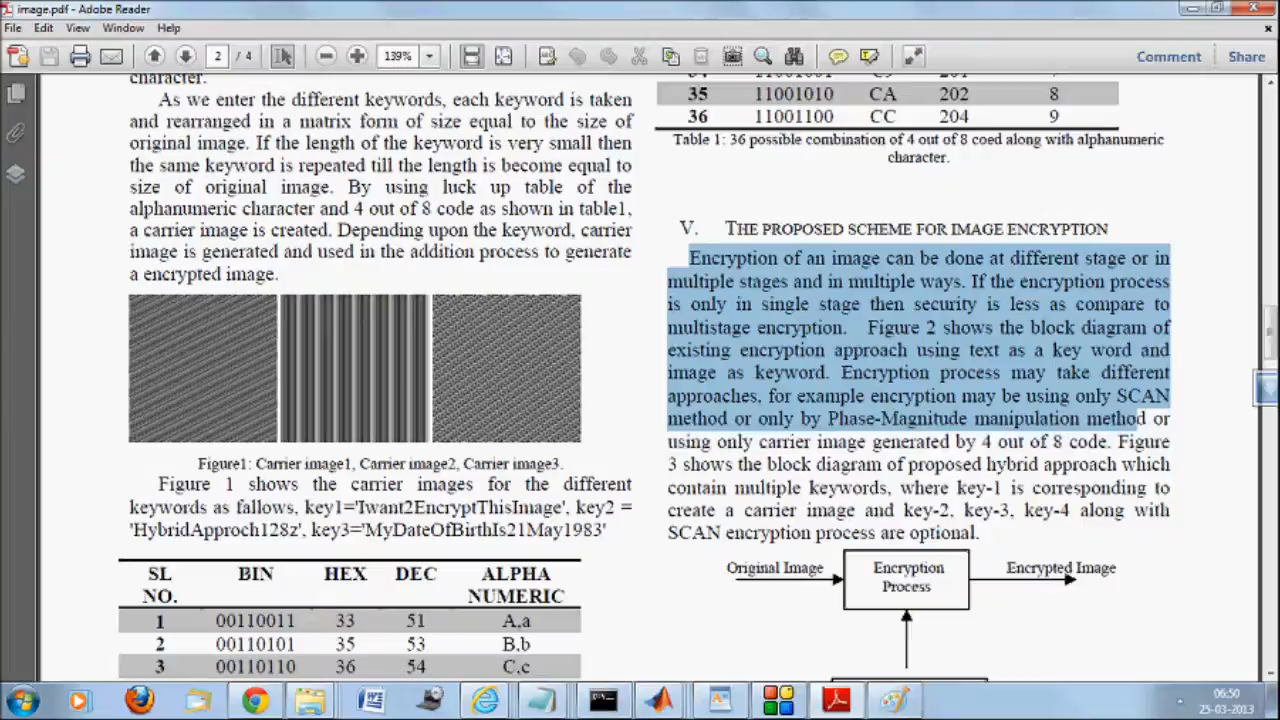 image.pdf - Adobe Reader
File Edit View Window Help
2 / 4
139%
Comment Share
character.
As we enter the different keywords, each keyword is taken
and rearranged in a matrix form of size equal to the size of
original image. If the length of the keyword is very small then
the same keyword is repeated till the length is become equal to
size of original image. By using luck up table of the
alphanumeric character and 4 out of 8 code as shown in table1,
a carrier image is created. Depending upon the keyword, carrier
image is generated and used in the addition process to generate
a encrypted image.
Figure1: Carrier image1, Carrier image2, Carrier image3.
Figure 1 shows the carrier images for the different
keywords as fallows, key1='Iwant2EncryptThisImage', key2 =
'HybridApproch128z', key3='MyDateOfBirthIs21May1983'
SL NO. BIN HEX DEC ALPHA NUMERIC
1 00110011 33 51 A,a
2 00110101 35 53 B,b
3 00110110 36 54 C,c
35 11001010 CA 202 8
36 11001100 CC 204 9
Table 1: 36 possible combination of 4 out of 8 coed along with alphanumeric
character.
V. THE PROPOSED SCHEME FOR IMAGE ENCRYPTION
Encryption of an image can be done at different stage or in
multiple stages and in multiple ways. If the encryption process
is only in single stage then security is less as compare to
multistage encryption. Figure 2 shows the block diagram of
existing encryption approach using text as a key word and
image as keyword. Encryption process may take different
approaches, for example encryption may be using only SCAN
method or only by Phase-Magnitude manipulation method or
using only carrier image generated by 4 out of 8 code. Figure
3 shows the block diagram of proposed hybrid approach which
contain multiple keywords, where key-1 is corresponding to
create a carrier image and key-2, key-3, key-4 along with
SCAN encryption process are optional.
Original Image
Encryption
Process
Encrypted Image
06:50
25-03-2013